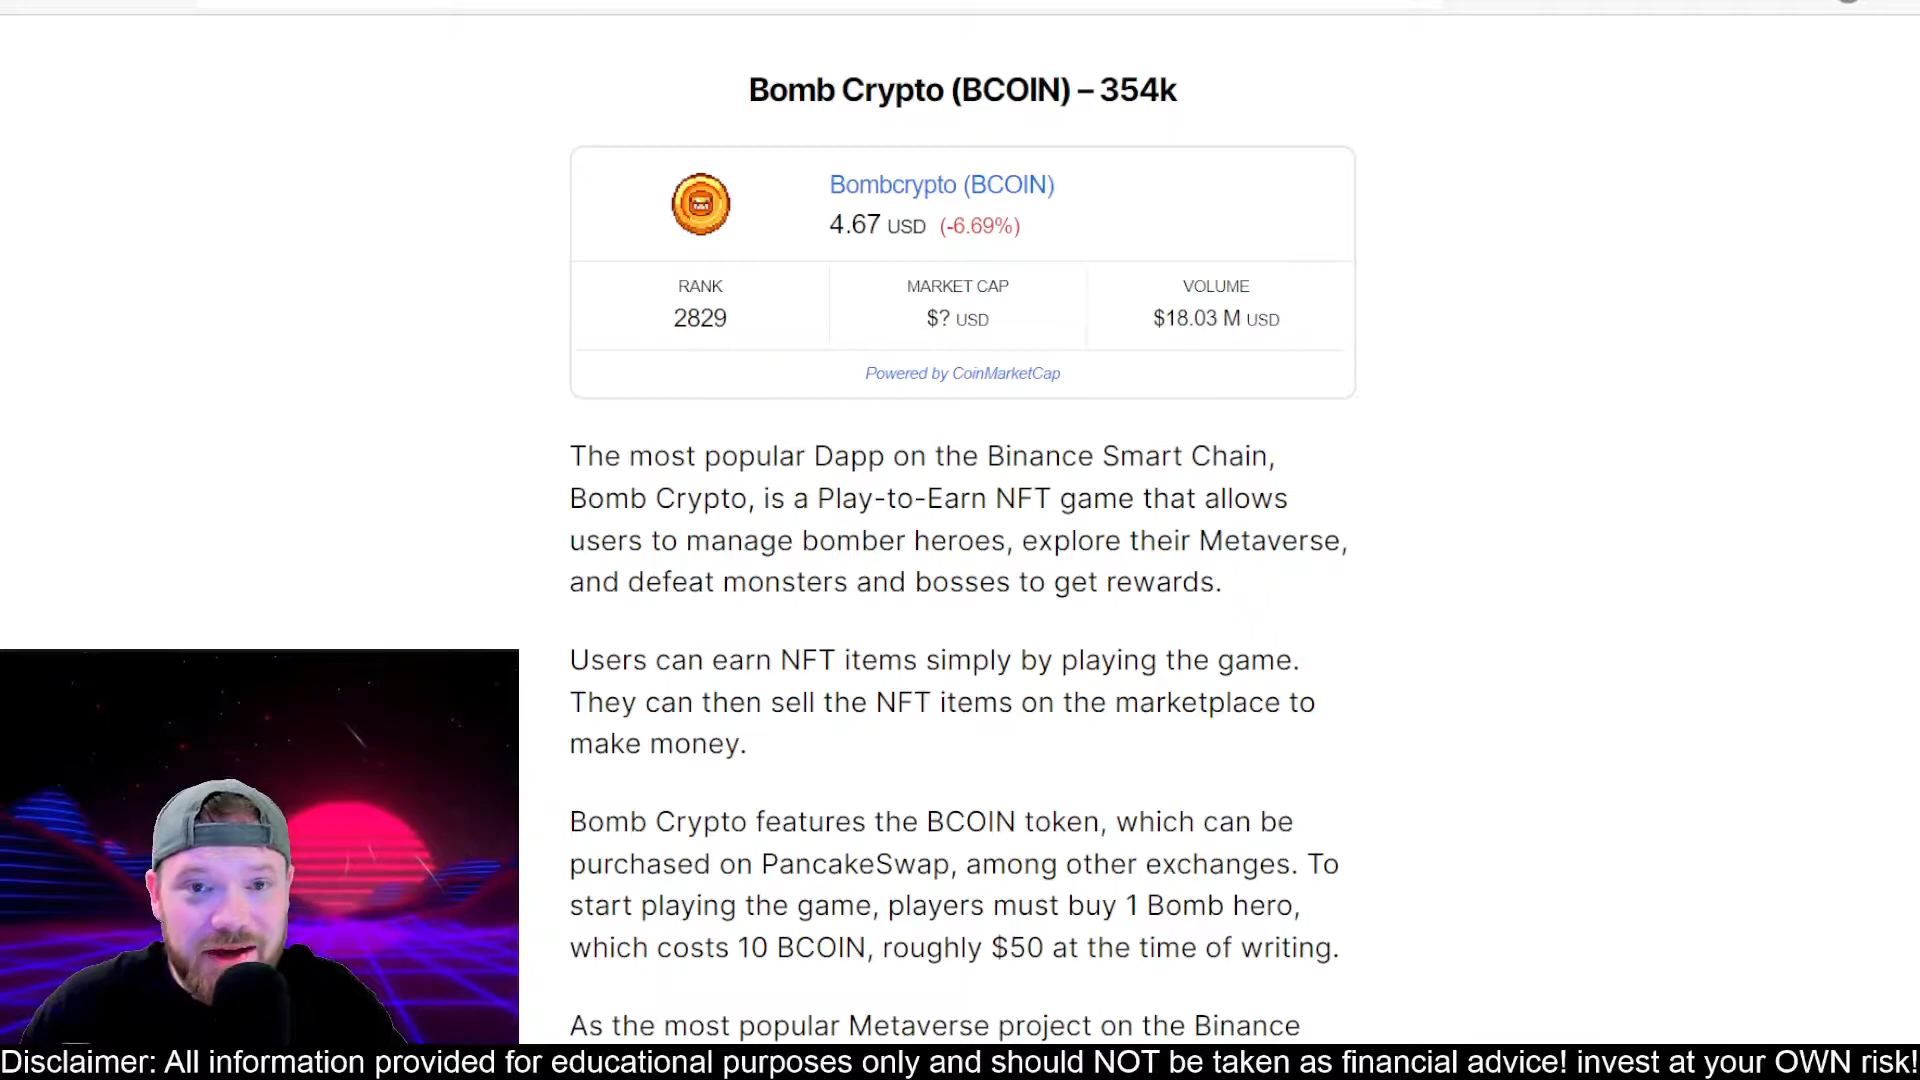 Bomb Crypto (BCOIN) – 354k
Bombcrypto (BCOIN)
4.67 USD (-6.69%)
RANK
2829
MARKET CAP
$? USD
VOLUME
$18.03 M USD
Powered by CoinMarketCap
The most popular Dapp on the Binance Smart Chain,
Bomb Crypto, is a Play-to-Earn NFT game that allows
users to manage bomber heroes, explore their Metaverse,
and defeat monsters and bosses to get rewards.
Users can earn NFT items simply by playing the game.
They can then sell the NFT items on the marketplace to
make money.
Bomb Crypto features the BCOIN token, which can be
purchased on PancakeSwap, among other exchanges. To
start playing the game, players must buy 1 Bomb hero,
which costs 10 BCOIN, roughly $50 at the time of writing.
As the most popular Metaverse project on the Binance
Disclaimer: All information provided for educational purposes only and should NOT be taken as financial advice! invest at your OWN risk!